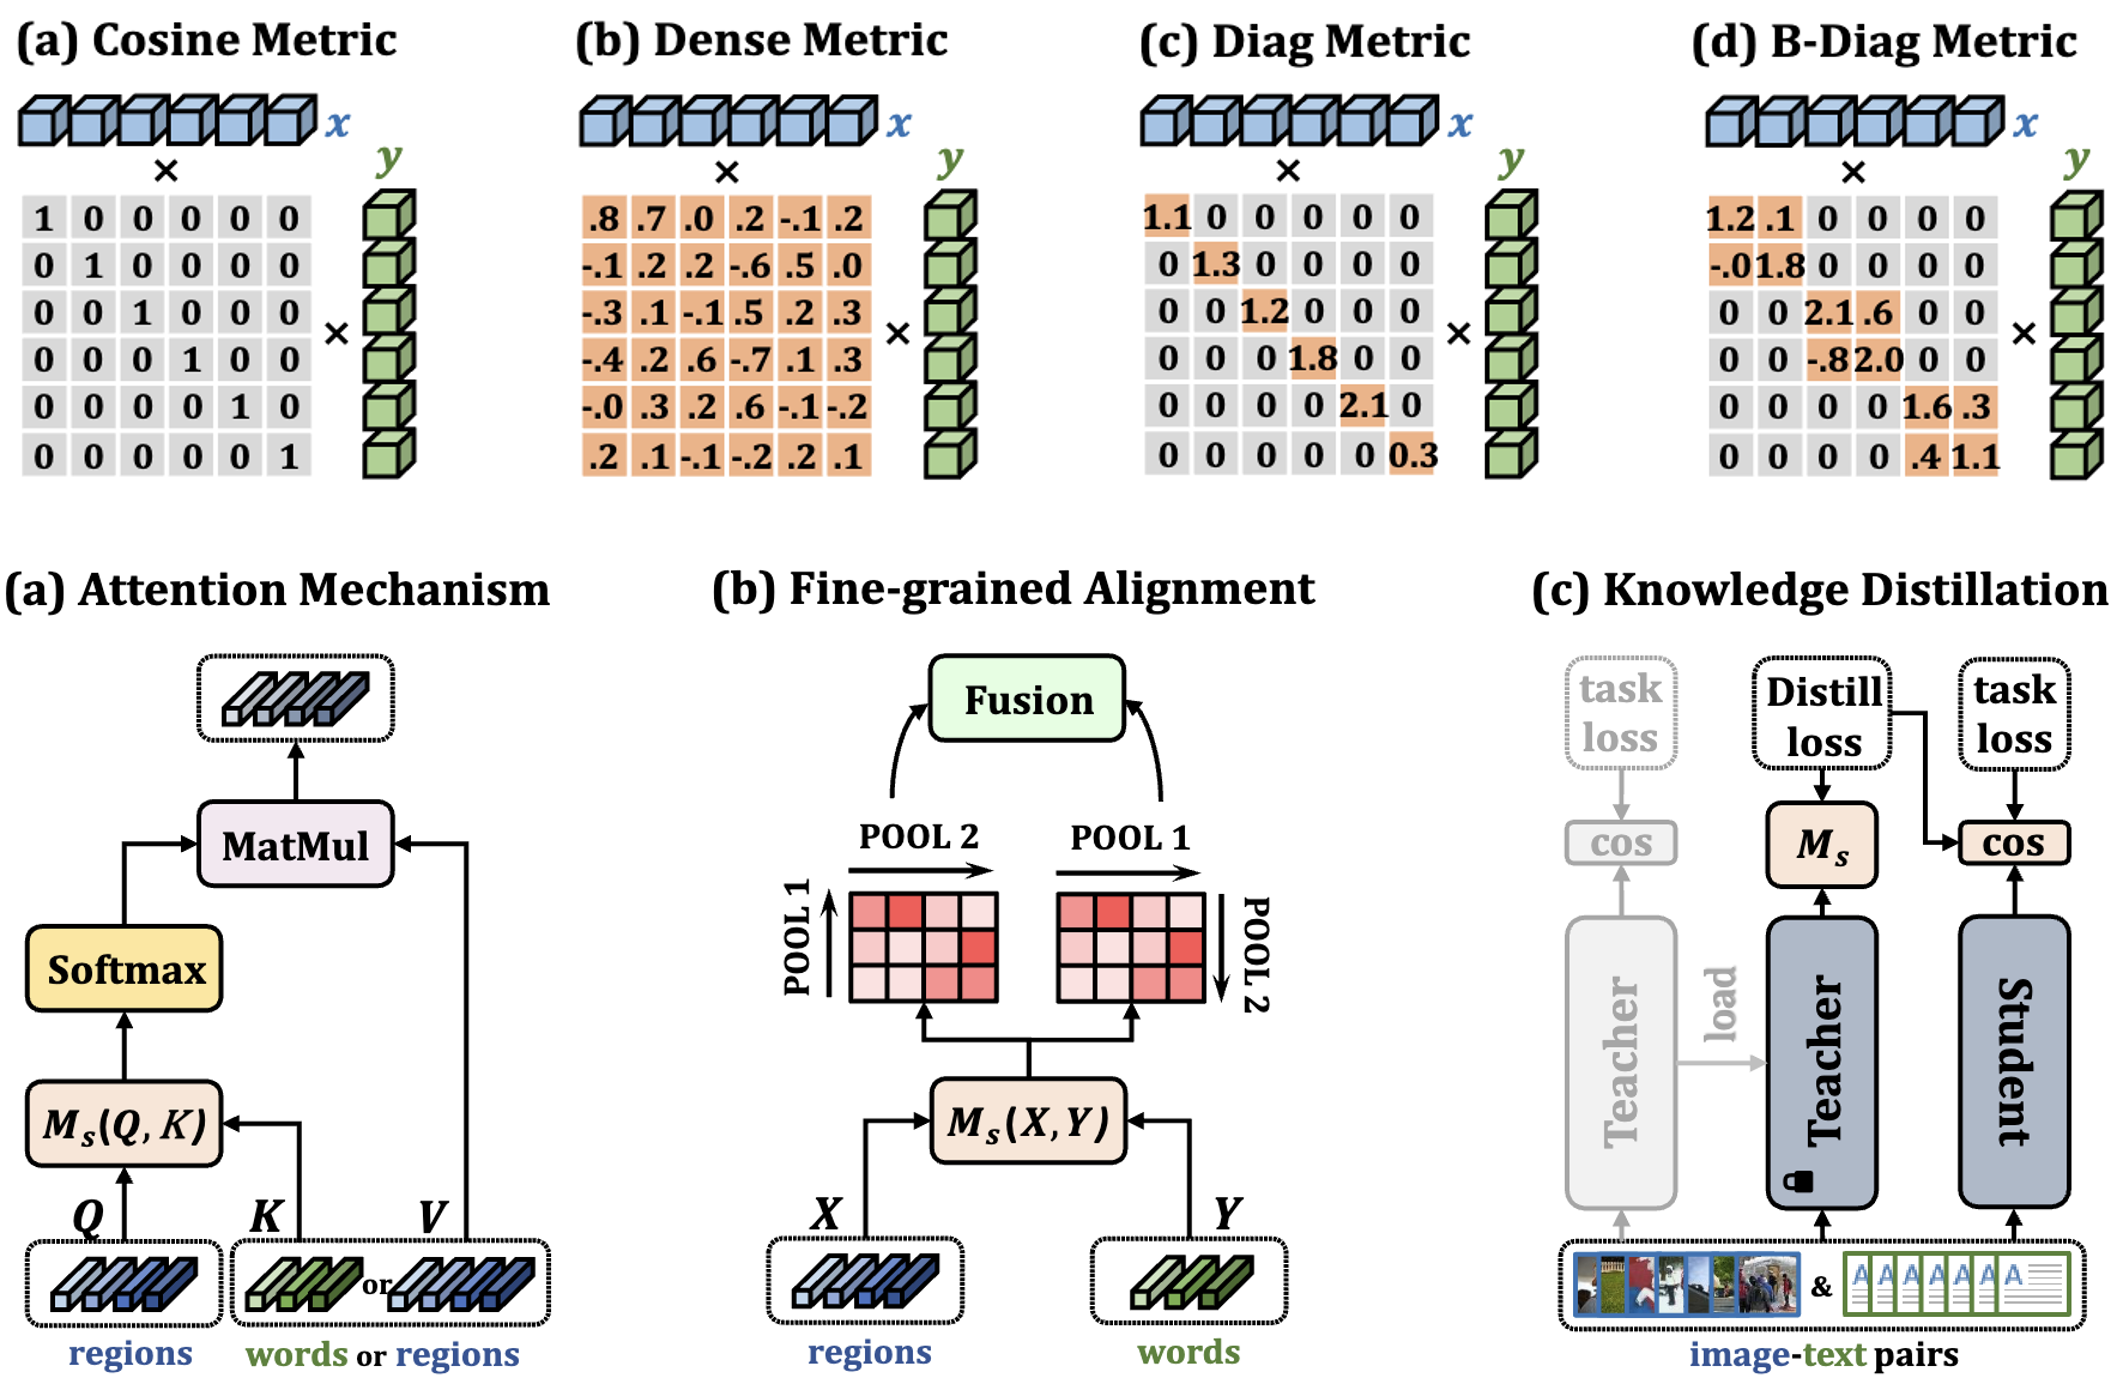 (a) Cosine Metric
x
×
y
1 0 0 0 0 0
0 1 0 0 0 0
0 0 1 0 0 0
0 0 0 1 0 0
0 0 0 0 1 0
0 0 0 0 0 1
×
(b) Dense Metric
x
×
y
.8 .7 .0 .2 -.1 .2
-.1 .2 .2 -.6 .5 .0
-.3 .1 -.1 .5 .2 .3
-.4 .2 .6 -.7 .1 .3
-.0 .3 .2 .6 -.1 -.2
.2 .1 -.1 -.2 .2 .1
×
(c) Diag Metric
x
×
y
1.1 0 0 0 0 0
0 1.3 0 0 0 0
0 0 1.2 0 0 0
0 0 0 1.8 0 0
0 0 0 0 2.1 0
0 0 0 0 0 0.3
×
(d) B-Diag Metric
x
×
y
1.2 .1 0 0 0 0
-.0 1.8 0 0 0 0
0 0 2.1 .6 0 0
0 0 -.8 2.0 0 0
0 0 0 0 1.6 .3
0 0 0 0 .4 1.1
×
(a) Attention Mechanism
MatMul
Softmax
Mₛ(Q, K)
Q
K
V
or
regions
words or regions
(b) Fine-grained Alignment
Fusion
POOL 2
POOL 1
POOL 1
POOL 2
Mₛ(X, Y)
X
Y
regions
words
(c) Knowledge Distillation
task
loss
Distill
loss
task
loss
cos
Mₛ
cos
Teacher
load
Teacher
Student
&
A A A A A A A
image-text pairs